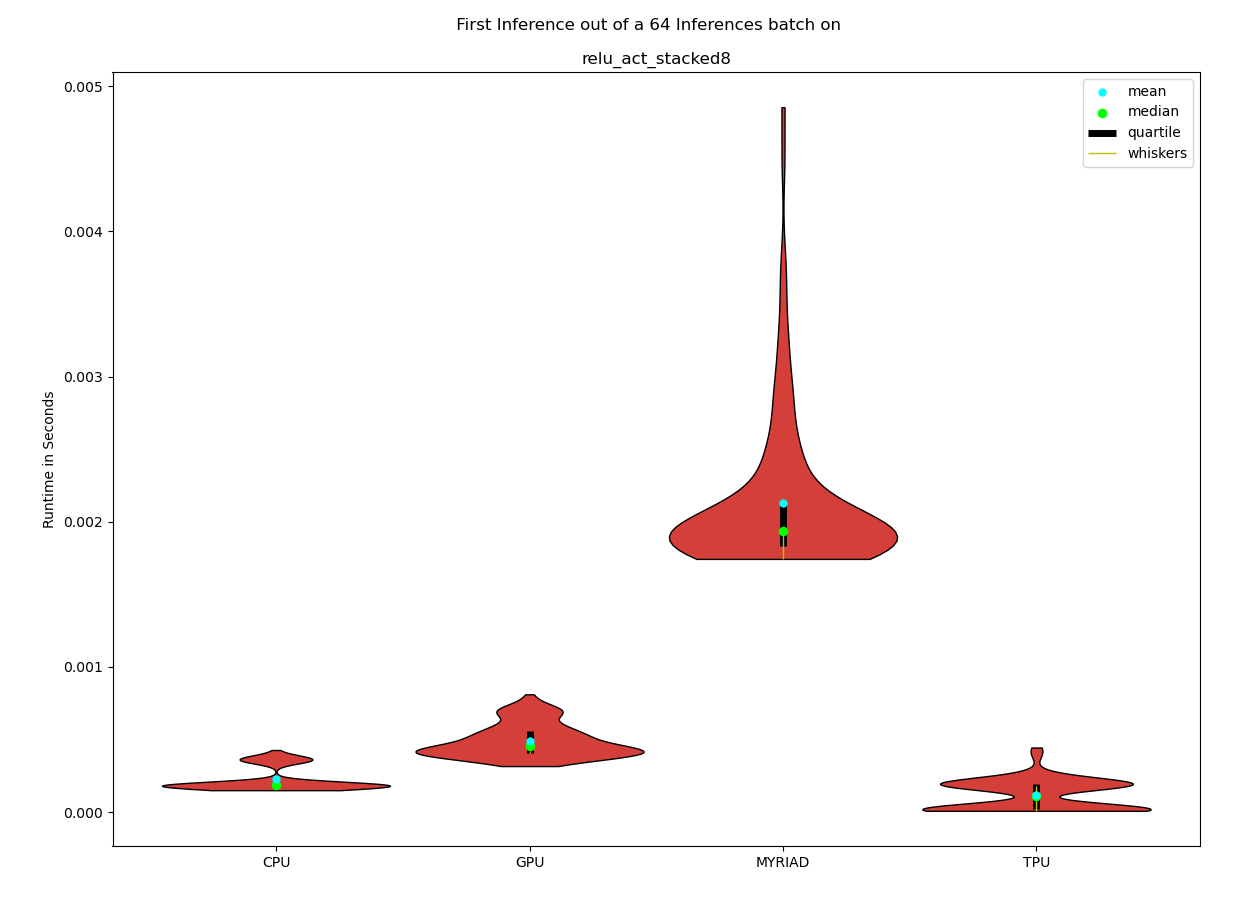 First Inference out of a 64 Inferences batch on
relu_act_stacked8
mean
median
quartile
whiskers
Runtime in Seconds
0.005
0.004
0.003
0.002
0.001
0.000
CPU GPU MYRIAD TPU